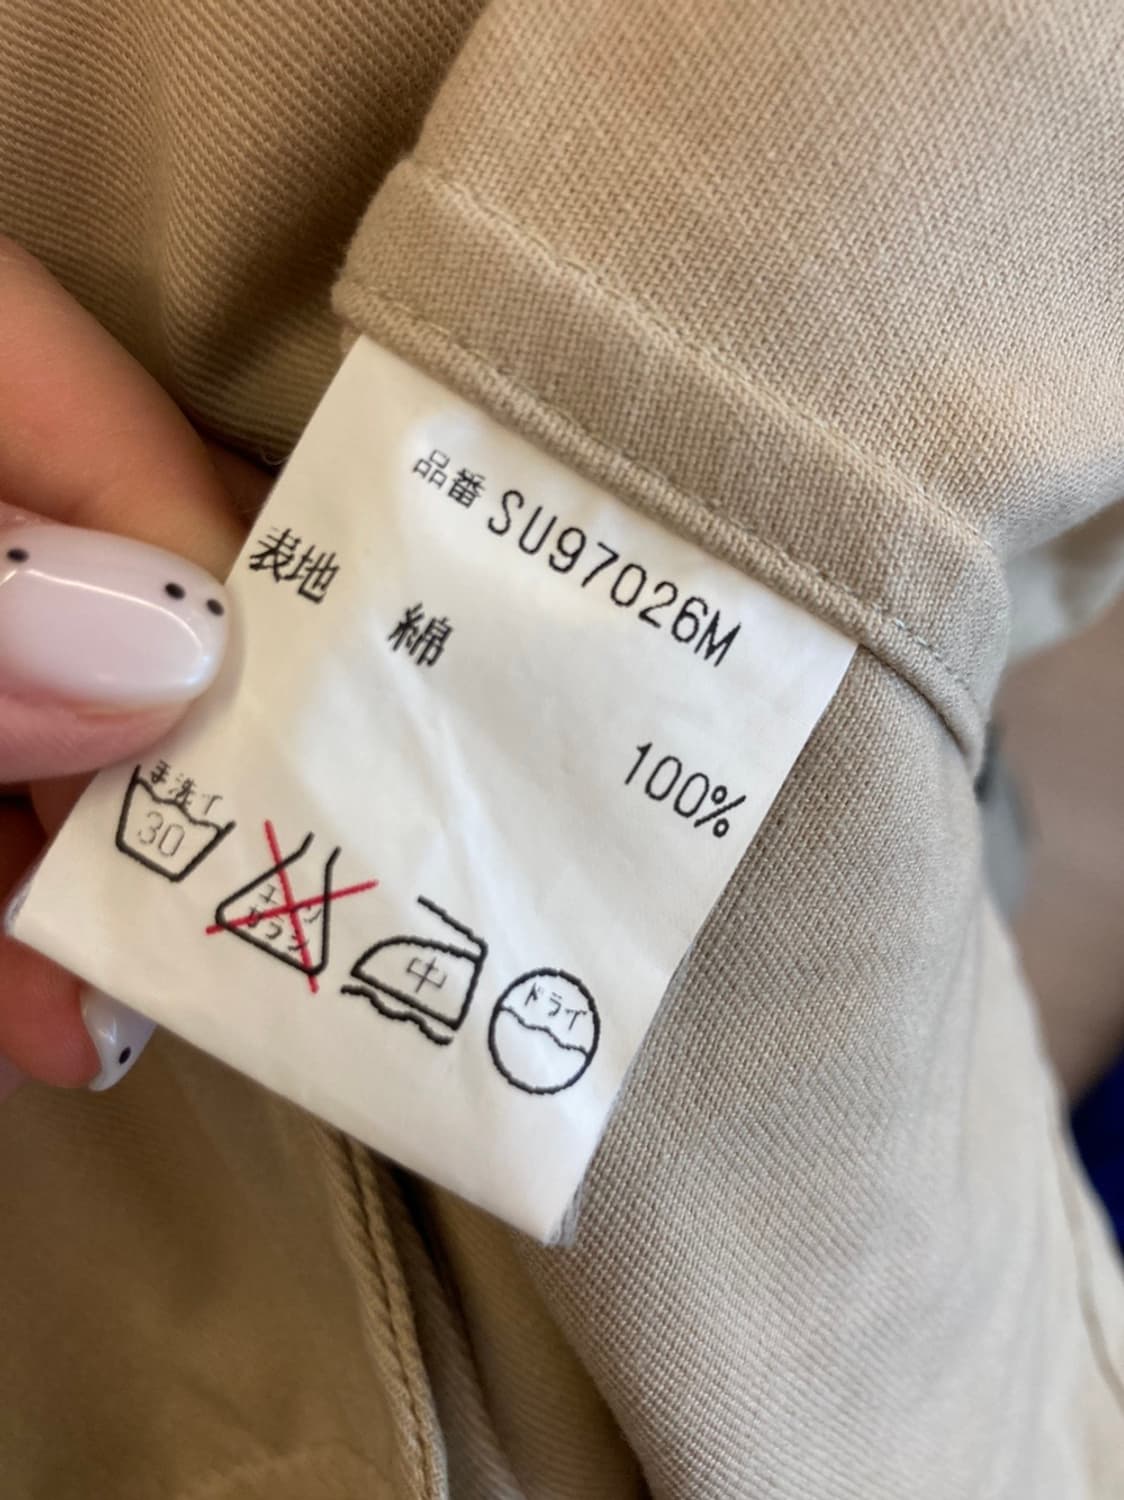 品番 SU97026M
表地
綿
100%
手洗イ
30
エンソ
サラシ
中
ドライ